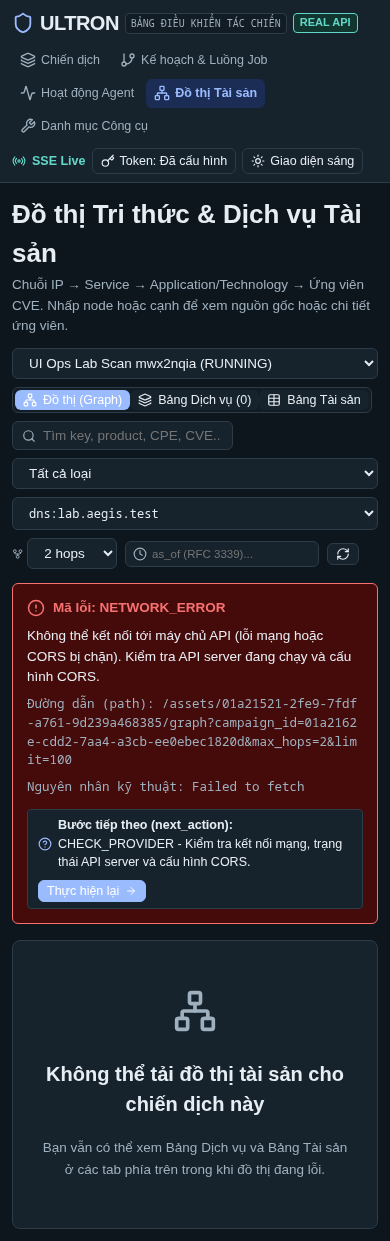 ULTRON BẢNG ĐIỀU KHIỂN TÁC CHIẾN REAL API
Chiến dịch Kế hoạch & Luồng Job
Hoạt động Agent Đồ thị Tài sản
Danh mục Công cụ
SSE Live Token: Đã cấu hình Giao diện sáng
Đồ thị Tri thức & Dịch vụ Tài
sản
Chuỗi IP → Service → Application/Technology → Ứng viên
CVE. Nhấp node hoặc cạnh để xem nguồn gốc hoặc chi tiết
ứng viên.
UI Ops Lab Scan mwx2nqia (RUNNING)
Đồ thị (Graph) Bảng Dịch vụ (0) Bảng Tài sản
Tìm key, product, CPE, CVE..
Tất cả loại
dns:lab.aegis.test
2 hops as_of (RFC 3339)...
Mã lỗi: NETWORK_ERROR
Không thể kết nối tới máy chủ API (lỗi mạng hoặc
CORS bị chặn). Kiểm tra API server đang chạy và cấu
hình CORS.
Đường dẫn (path): /assets/01a21521-2fe9-7fdf
-a761-9d239a468385/graph?campaign_id=01a2162
e-cdd2-7aa4-a3cb-ee0ebec1820d&max_hops=2&lim
it=100
Nguyên nhân kỹ thuật: Failed to fetch
Bước tiếp theo (next_action):
CHECK_PROVIDER - Kiểm tra kết nối mạng, trạng
thái API server và cấu hình CORS.
Thực hiện lại →
Không thể tải đồ thị tài sản cho
chiến dịch này
Bạn vẫn có thể xem Bảng Dịch vụ và Bảng Tài sản
ở các tab phía trên trong khi đồ thị đang lỗi.